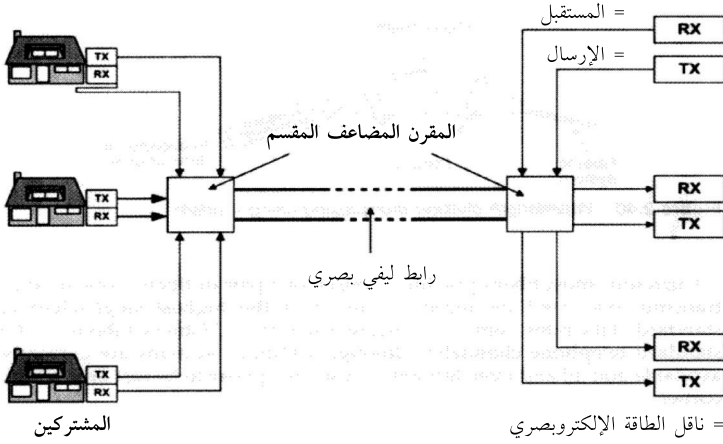 = المستقبل
RX
= الإرسال
TX
TX
RX
المقرن المضاعف المقسم
TX
RX
RX
TX
رابط ليفي بصري
TX
RX
RX
TX
المشتركين
= ناقل الطاقة الإلكتروبصري